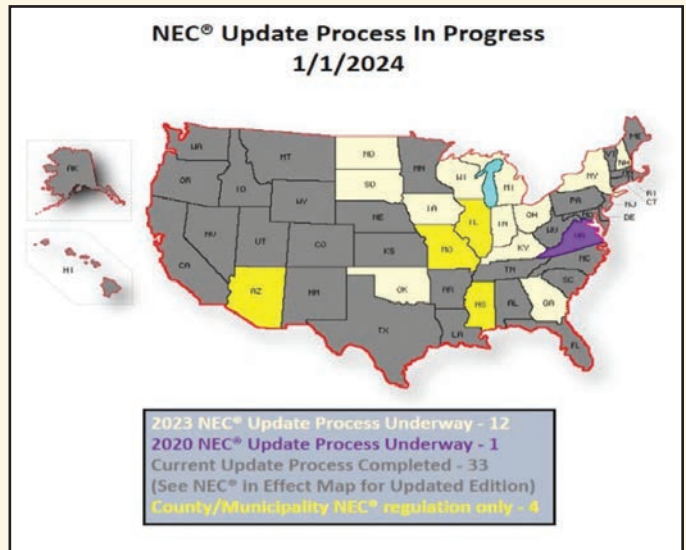 NEC® Update Process In Progress
1/1/2024
WA
MT
ND
MN
ME
OR
ID
SD
WI
MI
VT
NH
NY
WY
IA
NE
IL
IN
OH
PA
RI
CT
NJ
DE
NV
UT
CO
KS
MO
KY
WV
CA
AZ
NM
OK
TN
NC
SC
MS
AL
GA
TX
LA
FL
AK
HI
2023 NEC® Update Process Underway - 12
2020 NEC® Update Process Underway - 1
Current Update Process Completed - 33
(See NEC® in Effect Map for Updated Edition)
County/Municipality NEC® regulation only - 4